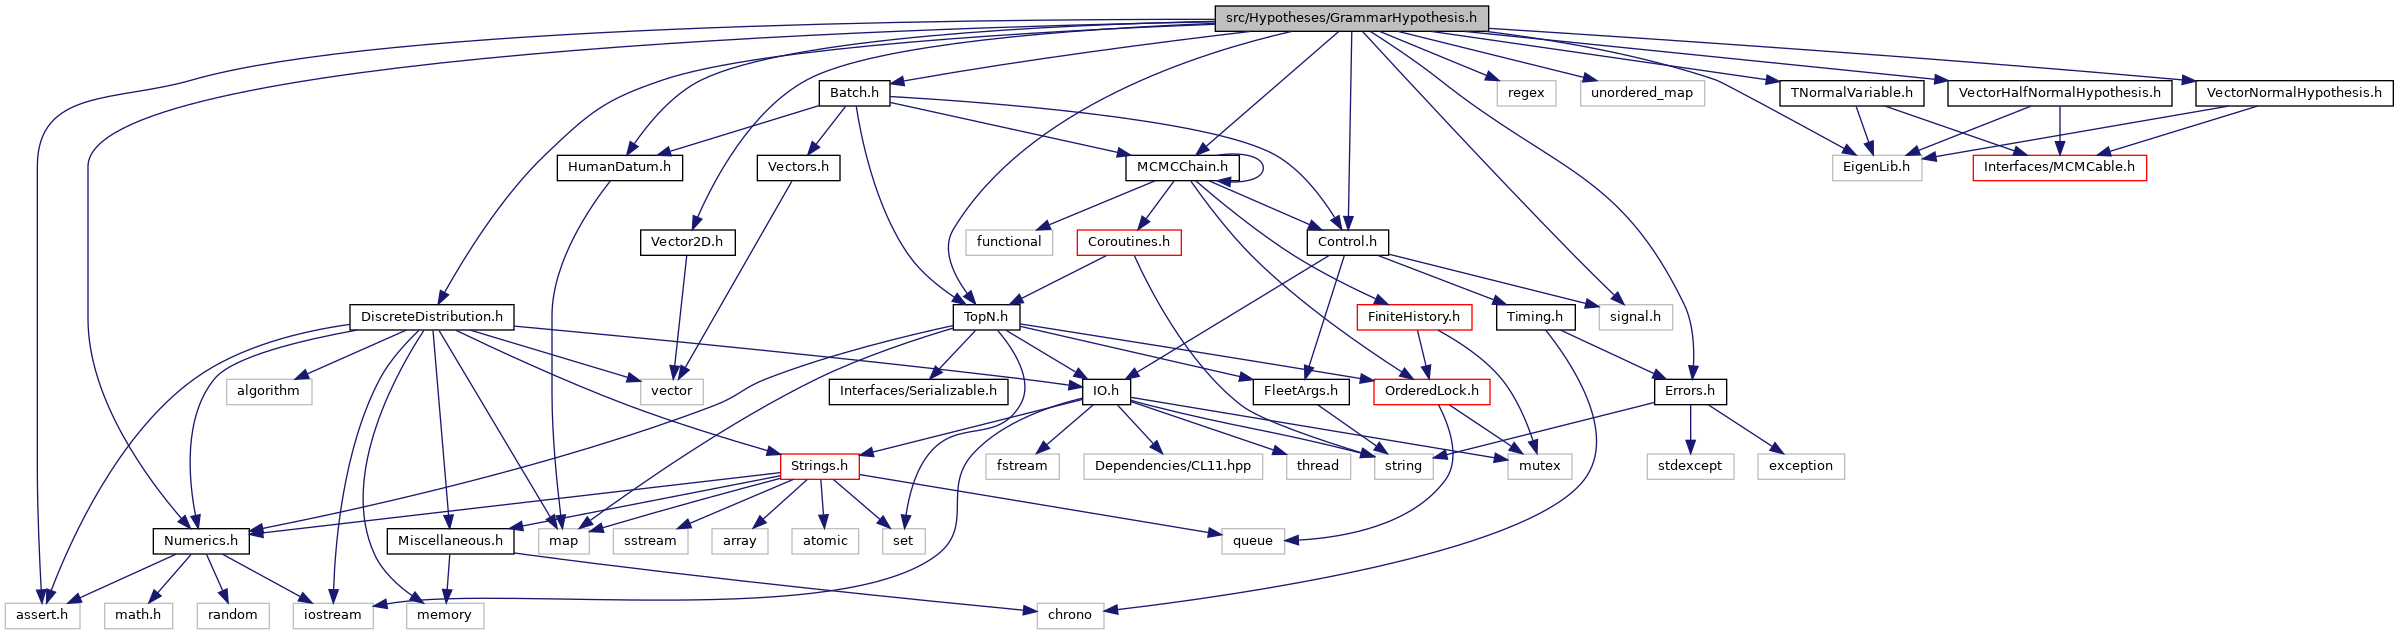 src/Hypotheses/GrammarHypothesis.h
Batch.h
regex
unordered_map
TNormalVariable.h
VectorHalfNormalHypothesis.h
VectorNormalHypothesis.h
HumanDatum.h
Vectors.h
MCMCChain.h
EigenLib.h
Interfaces/MCMCable.h
Vector2D.h
functional
Coroutines.h
Control.h
DiscreteDistribution.h
TopN.h
FiniteHistory.h
Timing.h
signal.h
algorithm
vector
Interfaces/Serializable.h
IO.h
FleetArgs.h
OrderedLock.h
Errors.h
Strings.h
fstream
Dependencies/CL11.hpp
thread
string
mutex
stdexcept
exception
Numerics.h
Miscellaneous.h
map
sstream
array
atomic
set
queue
assert.h
math.h
random
iostream
memory
chrono